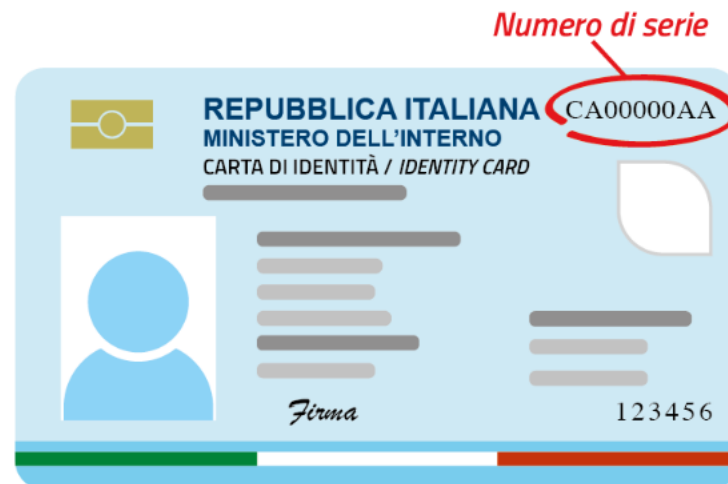 Numero di serie
REPUBBLICA ITALIANA CA00000AA
MINISTERO DELL'INTERNO
CARTA DI IDENTITÀ / IDENTITY CARD
Firma 123456